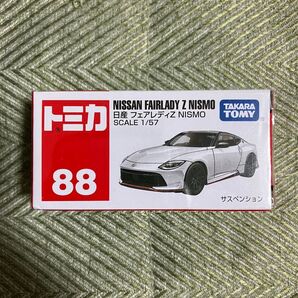 トミカ
88
NISSAN FAIRLADY Z NISMO
日産 フェアレディZ NISMO
SCALE 1/57
TAKARA
TOMY
サスペンション